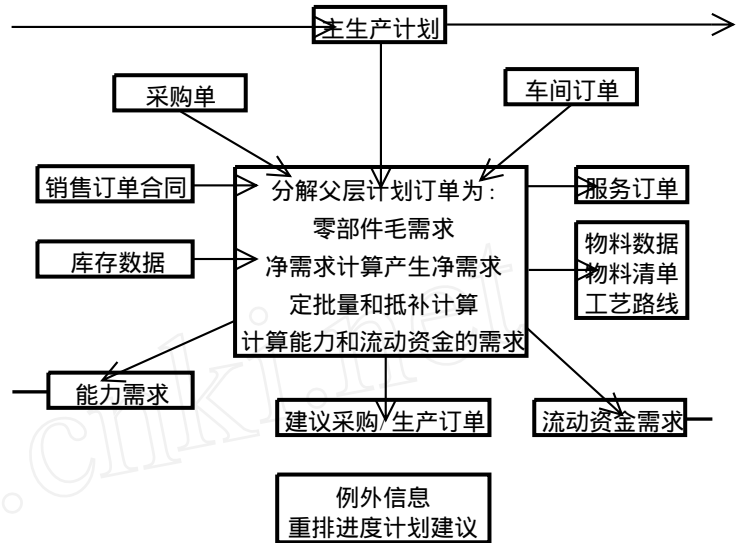 主生产计划
采购单
车间订单
销售订单合同
库存数据
分解父层计划订单为:
零部件毛需求
净需求计算产生净需求
定批量和抵补计算
计算能力和流动资金的需求
服务订单
物料数据
物料清单
工艺路线
能力需求
建议采购/生产订单
流动资金需求
例外信息
重排进度计划建议
.cnki.net